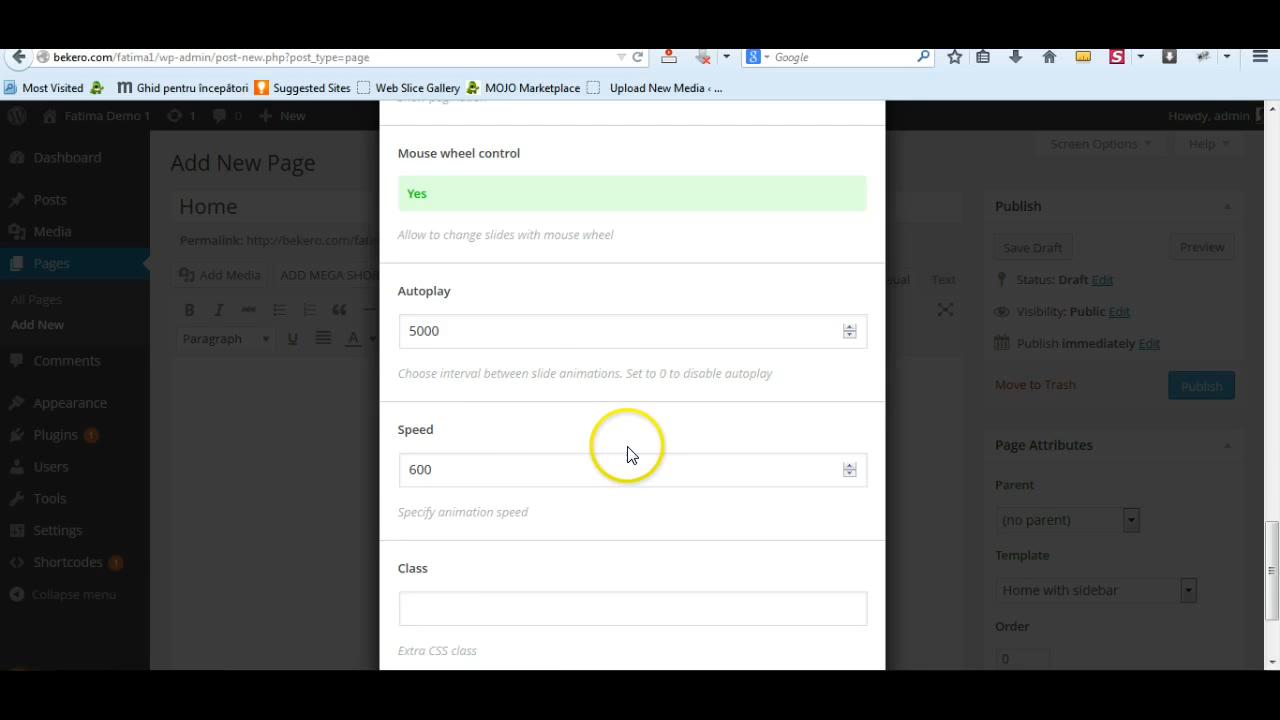 bekero.com/fatima1/wp-admin/post-new.php?post_type=page
Google
Most Visited
Ghid pentru începători
Suggested Sites
Web Slice Gallery
MOJO Marketplace
Upload New Media ‹ ...
Fatima Demo 1
1
0
New
Howdy, admin
Dashboard
Posts
Media
Pages
All Pages
Add New
Comments
Appearance
Plugins 1
Users
Tools
Settings
Shortcodes 1
Collapse menu
Add New Page
Screen Options
Help
Home
Permalink: http://bekero.com/fati
Add Media
ADD MEGA SHO
Text
Paragraph
Mouse wheel control
Yes
Allow to change slides with mouse wheel
Autoplay
5000
Choose interval between slide animations. Set to 0 to disable autoplay
Speed
600
Specify animation speed
Class
Extra CSS class
Publish
Save Draft
Preview
Status: Draft Edit
Visibility: Public Edit
Publish immediately Edit
Move to Trash
Publish
Page Attributes
Parent
(no parent)
Template
Home with sidebar
Order
0